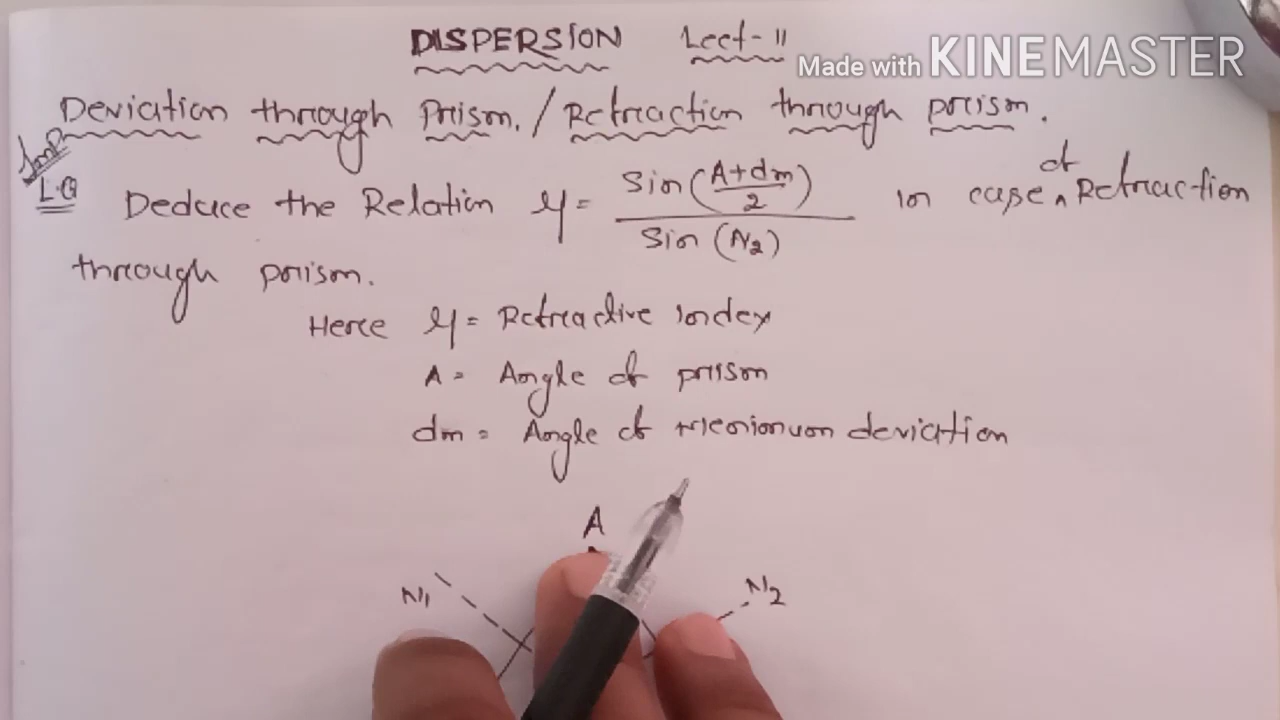 DISPERSION Lect-11
Made with KINEMASTER
Deviation through Prism. / Refraction through prism.
Imp
L.Q Deduce the Relation μ = Sin(A+dm/2) / Sin(A/2) in case of Refraction
through prism.
Here μ = Refractive index
A = Angle of prism
dm = Angle of minimum deviation
A
N1
N2